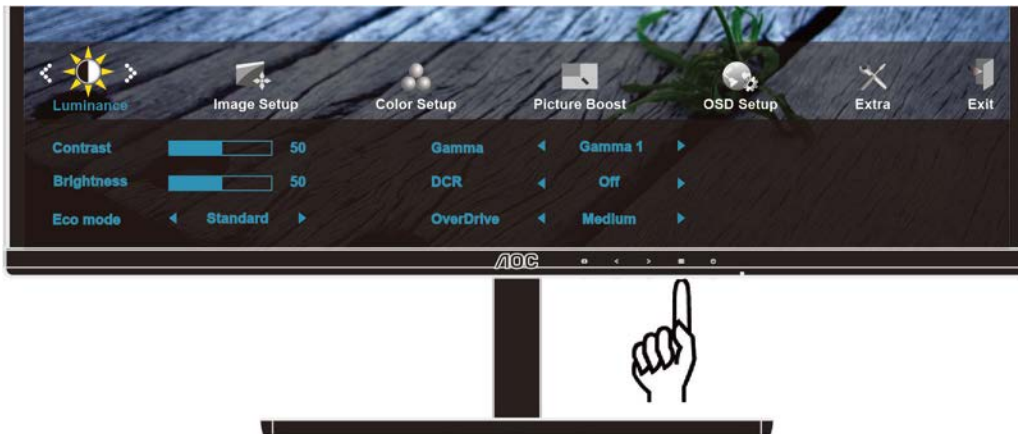 Luminance Image Setup Color Setup Picture Boost OSD Setup Extra Exit
Contrast 50 Gamma Gamma 1
Brightness 50 DCR Off
Eco mode Standard OverDrive Medium
AOC